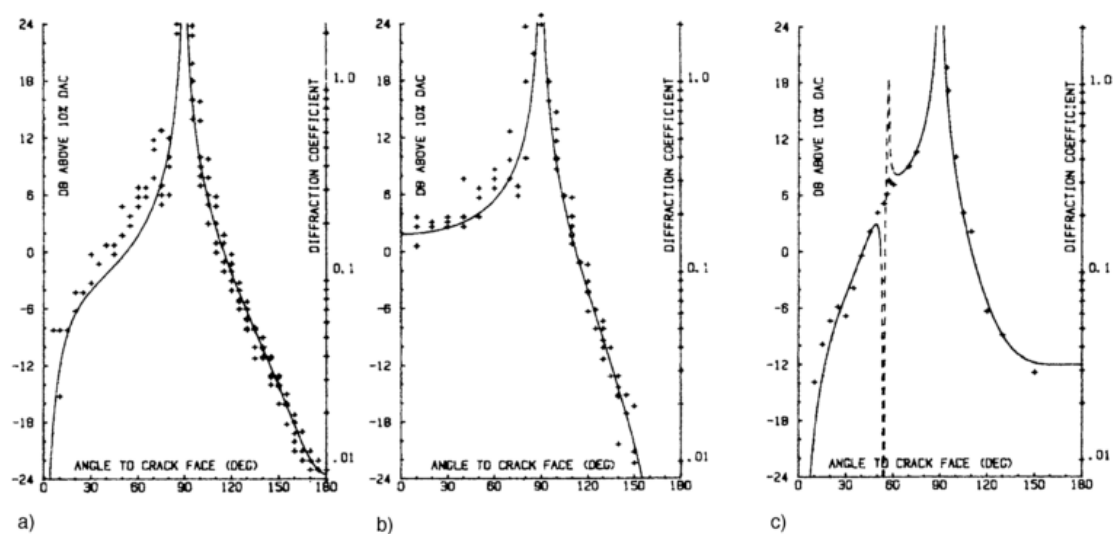 24
18
12
6
0
-6
-12
-18
-24
DB ABOVE 10% DAC
DIFFRACTION COEFFICIENT
1.0
0.1
.01
ANGLE TO CRACK FACE (DEG)
0 30 60 90 120 150 180
a)
24
18
12
6
0
-6
-12
-18
-24
DB ABOVE 10% DAC
DIFFRACTION COEFFICIENT
1.0
0.1
.01
ANGLE TO CRACK FACE (DEG)
0 30 60 90 120 150 180
b)
24
18
12
6
0
-6
-12
-18
-24
DB ABOVE 10% DAC
DIFFRACTION COEFFICIENT
1.0
0.1
.01
ANGLE TO CRACK FACE (DEG)
0 30 60 90 120 150 180
c)